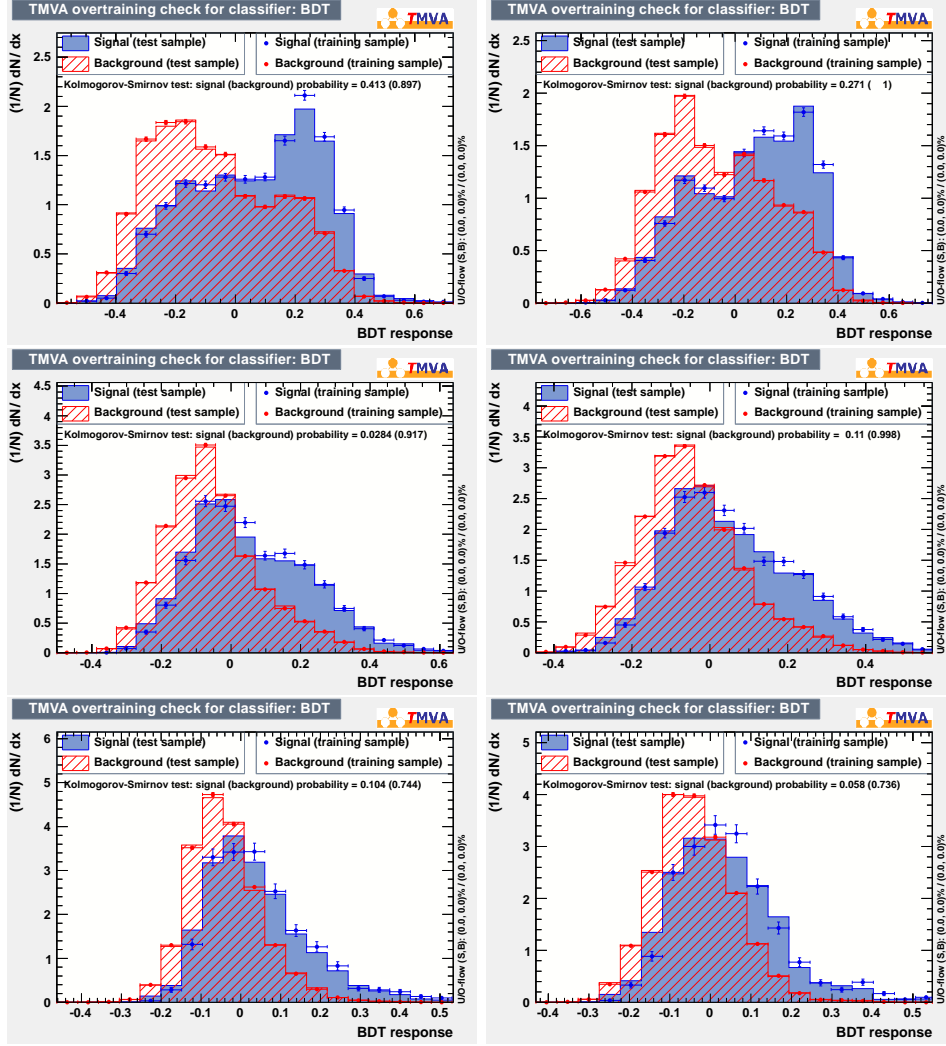 TMVA overtraining check for classifier: BDT
TMVA
(1/N) dN/ dx
Signal (test sample)
Background (test sample)
Signal (training sample)
Background (training sample)
Kolmogorov-Smirnov test: signal (background) probability = 0.413 (0.897)
2.5
2
1.5
1
0.5
0
-0.4 -0.2 0 0.2 0.4 0.6
BDT response
U/O-flow (S,B): (0.0, 0.0)% / (0.0, 0.0)%
TMVA overtraining check for classifier: BDT
TMVA
(1/N) dN/ dx
Signal (test sample)
Background (test sample)
Signal (training sample)
Background (training sample)
Kolmogorov-Smirnov test: signal (background) probability = 0.271 ( 1)
2.5
2
1.5
1
0.5
0
-0.6 -0.4 -0.2 0 0.2 0.4 0.6
BDT response
U/O-flow (S,B): (0.0, 0.0)% / (0.0, 0.0)%
TMVA overtraining check for classifier: BDT
TMVA
(1/N) dN/ dx
Signal (test sample)
Background (test sample)
Signal (training sample)
Background (training sample)
Kolmogorov-Smirnov test: signal (background) probability = 0.0284 (0.917)
4.5
4
3.5
3
2.5
2
1.5
1
0.5
0
-0.4 -0.2 0 0.2 0.4 0.6
BDT response
U/O-flow (S,B): (0.0, 0.0)% / (0.0, 0.0)%
TMVA overtraining check for classifier: BDT
TMVA
(1/N) dN/ dx
Signal (test sample)
Background (test sample)
Signal (training sample)
Background (training sample)
Kolmogorov-Smirnov test: signal (background) probability = 0.11 (0.998)
4
3.5
3
2.5
2
1.5
1
0.5
0
-0.4 -0.2 0 0.2 0.4
BDT response
U/O-flow (S,B): (0.0, 0.0)% / (0.0, 0.0)%
TMVA overtraining check for classifier: BDT
TMVA
(1/N) dN/ dx
Signal (test sample)
Background (test sample)
Signal (training sample)
Background (training sample)
Kolmogorov-Smirnov test: signal (background) probability = 0.104 (0.744)
6
5
4
3
2
1
0
-0.4 -0.3 -0.2 -0.1 0 0.1 0.2 0.3 0.4 0.5
BDT response
U/O-flow (S,B): (0.0, 0.0)% / (0.0, 0.0)%
TMVA overtraining check for classifier: BDT
TMVA
(1/N) dN/ dx
Signal (test sample)
Background (test sample)
Signal (training sample)
Background (training sample)
Kolmogorov-Smirnov test: signal (background) probability = 0.058 (0.736)
5
4
3
2
1
0
-0.4 -0.3 -0.2 -0.1 0 0.1 0.2 0.3 0.4 0.5
BDT response
U/O-flow (S,B): (0.0, 0.0)% / (0.0, 0.0)%